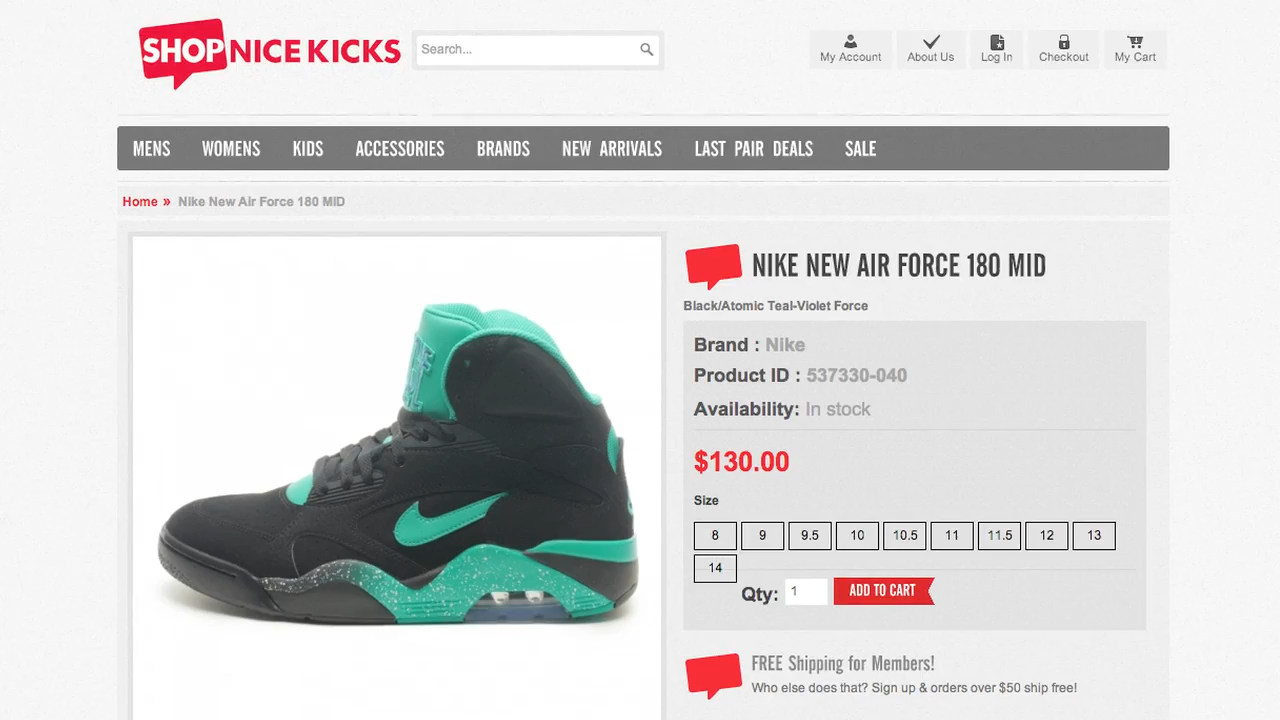 SHOP NICE KICKS
Search...
My Account
About Us
Log In
Checkout
My Cart
MENS WOMENS KIDS ACCESSORIES BRANDS NEW ARRIVALS LAST PAIR DEALS SALE
Home » Nike New Air Force 180 MID
NIKE NEW AIR FORCE 180 MID
Black/Atomic Teal-Violet Force
Brand : Nike
Product ID : 537330-040
Availability: In stock
$130.00
Size
8 9 9.5 10 10.5 11 11.5 12 13
14
Qty: 1 ADD TO CART
FREE Shipping for Members!
Who else does that? Sign up & orders over $50 ship free!